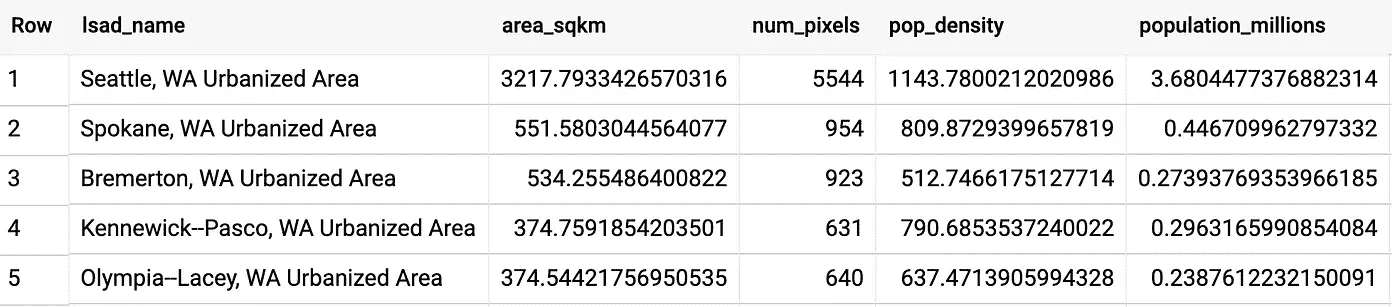 Row lsad_name area_sqkm num_pixels pop_density population_millions
1 Seattle, WA Urbanized Area 3217.7933426570316 5544 1143.7800212020986 3.6804477376882314
2 Spokane, WA Urbanized Area 551.5803044564077 954 809.8729399657819 0.446709962797332
3 Bremerton, WA Urbanized Area 534.255486400822 923 512.7466175127714 0.27393769353966185
4 Kennewick--Pasco, WA Urbanized Area 374.7591854203501 631 790.6853537240022 0.2963165990854084
5 Olympia--Lacey, WA Urbanized Area 374.54421756950535 640 637.4713905994328 0.2387612232150091